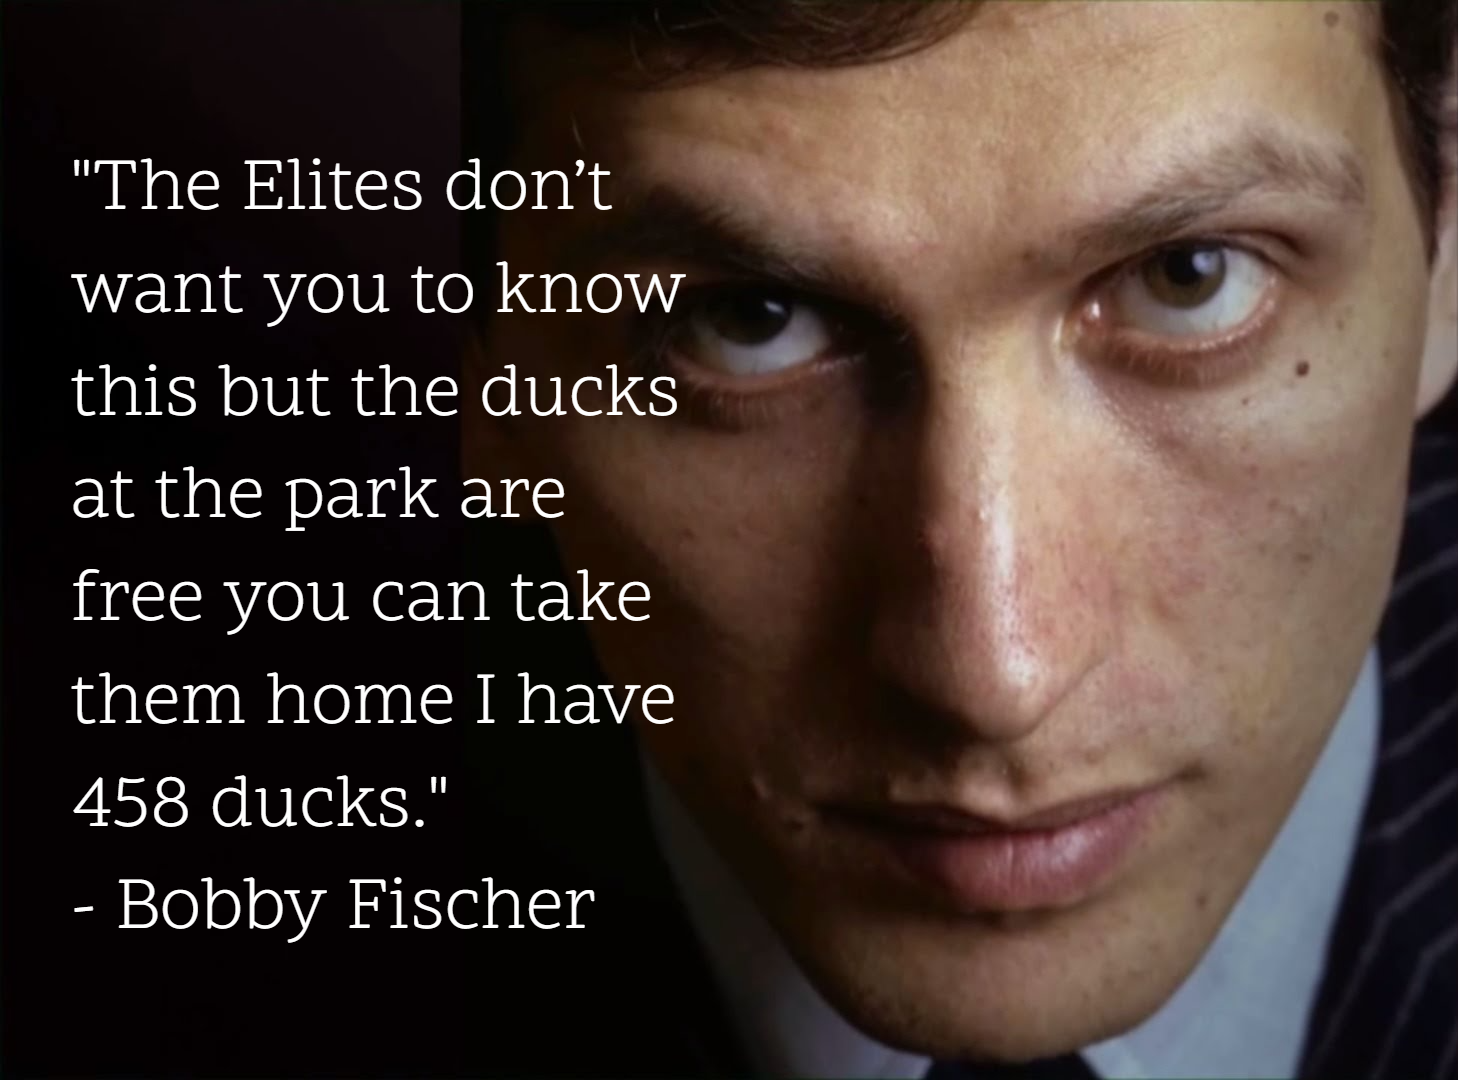 "The Elites don’t
want you to know
this but the ducks
at the park are
free you can take
them home I have
458 ducks."
- Bobby Fischer